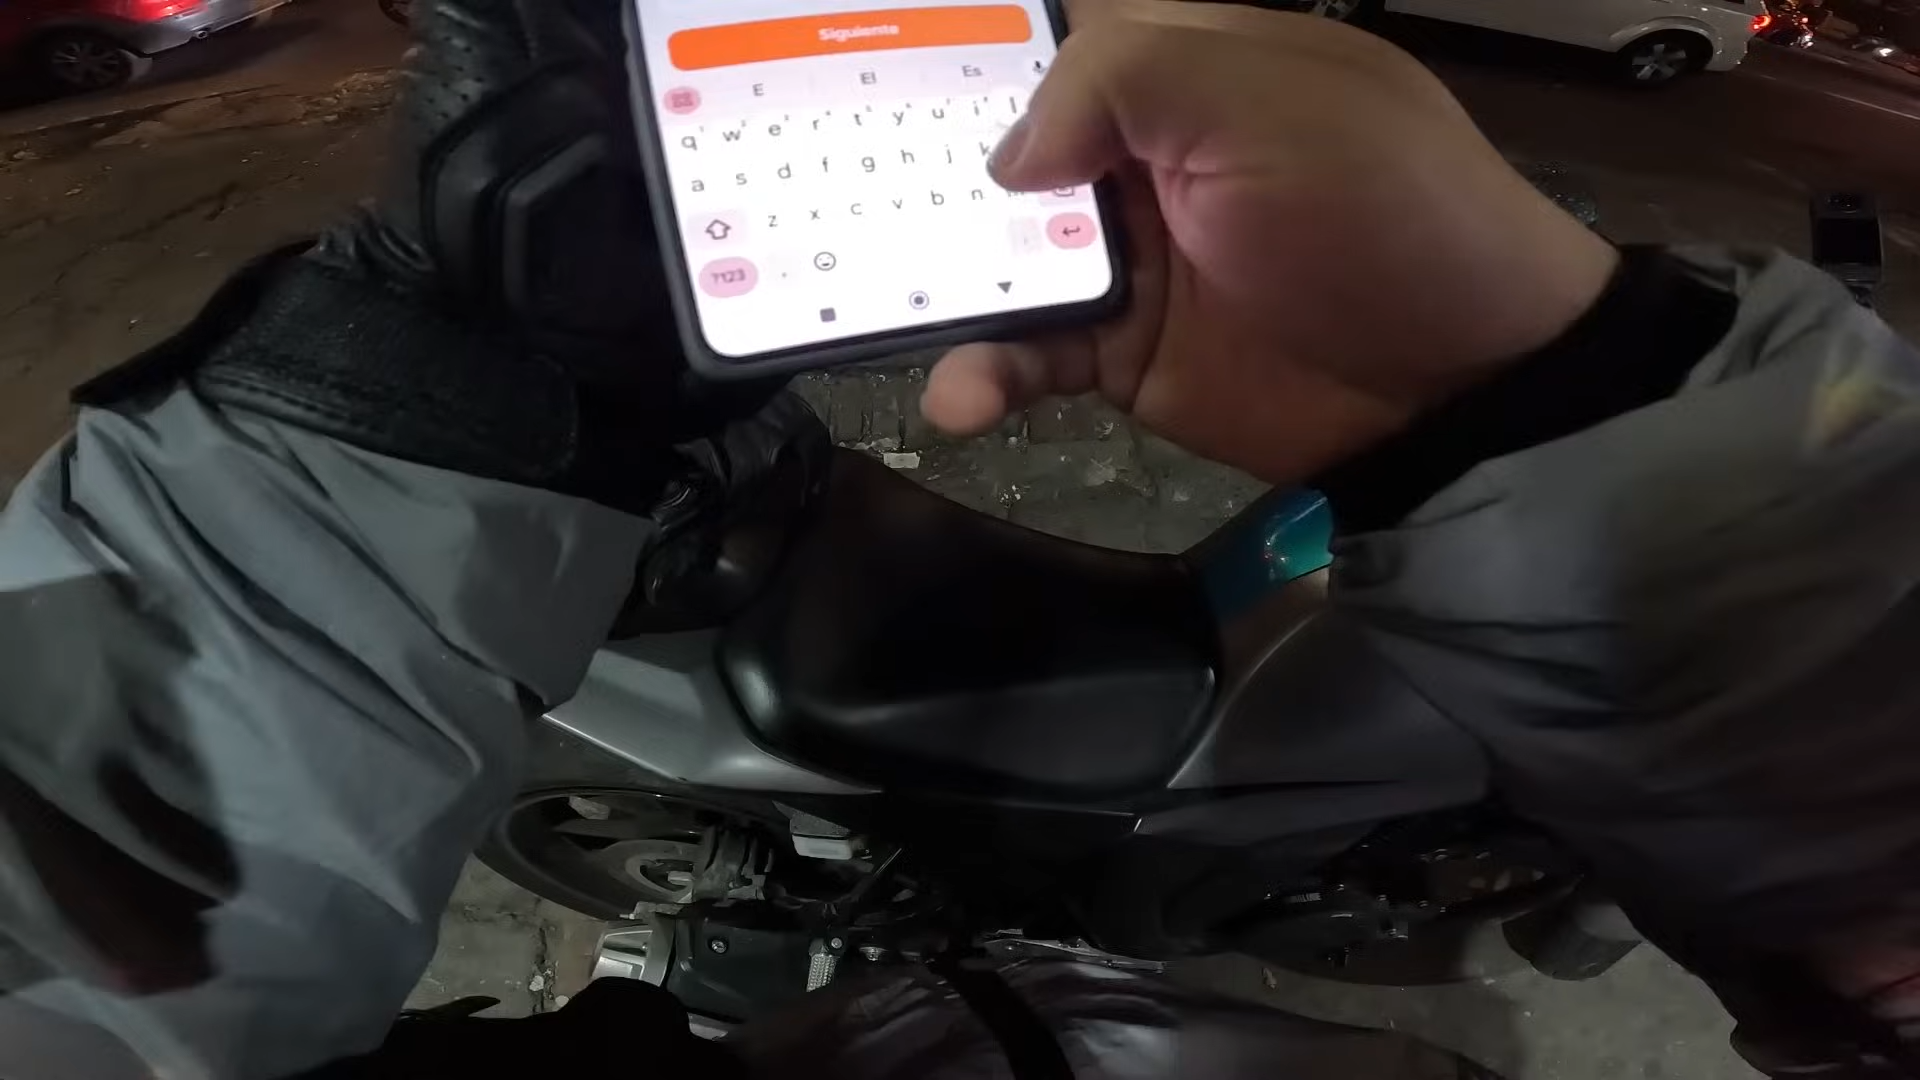 Siguiente
E El Es
q w e r t y u i
a s d f g h j k
z x c v b n m
?123 , .